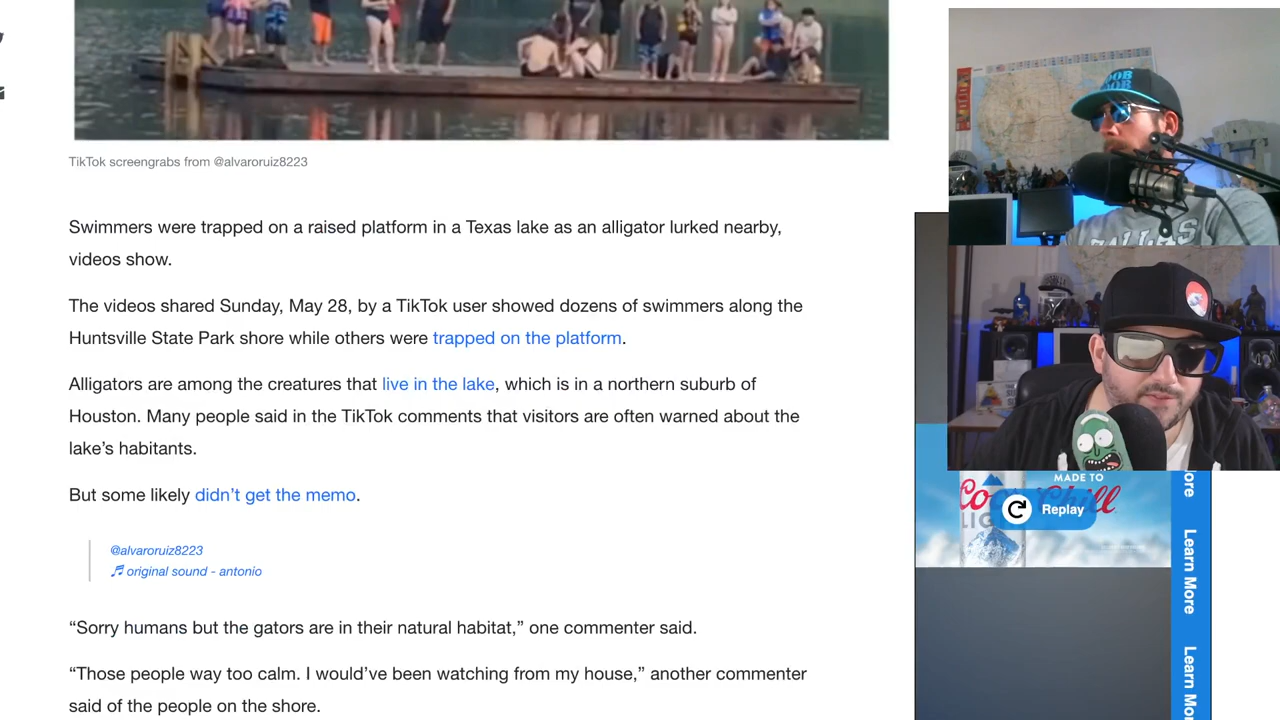 TikTok screengrabs from @alvaroruiz8223
Swimmers were trapped on a raised platform in a Texas lake as an alligator lurked nearby,
videos show.
The videos shared Sunday, May 28, by a TikTok user showed dozens of swimmers along the
Huntsville State Park shore while others were trapped on the platform.
Alligators are among the creatures that live in the lake, which is in a northern suburb of
Houston. Many people said in the TikTok comments that visitors are often warned about the
lake’s habitants.
But some likely didn’t get the memo.
@alvaroruiz8223
original sound - antonio
“Sorry humans but the gators are in their natural habitat,” one commenter said.
“Those people way too calm. I would’ve been watching from my house,” another commenter
said of the people on the shore.
MADE TO
Chill
Replay
Learn More